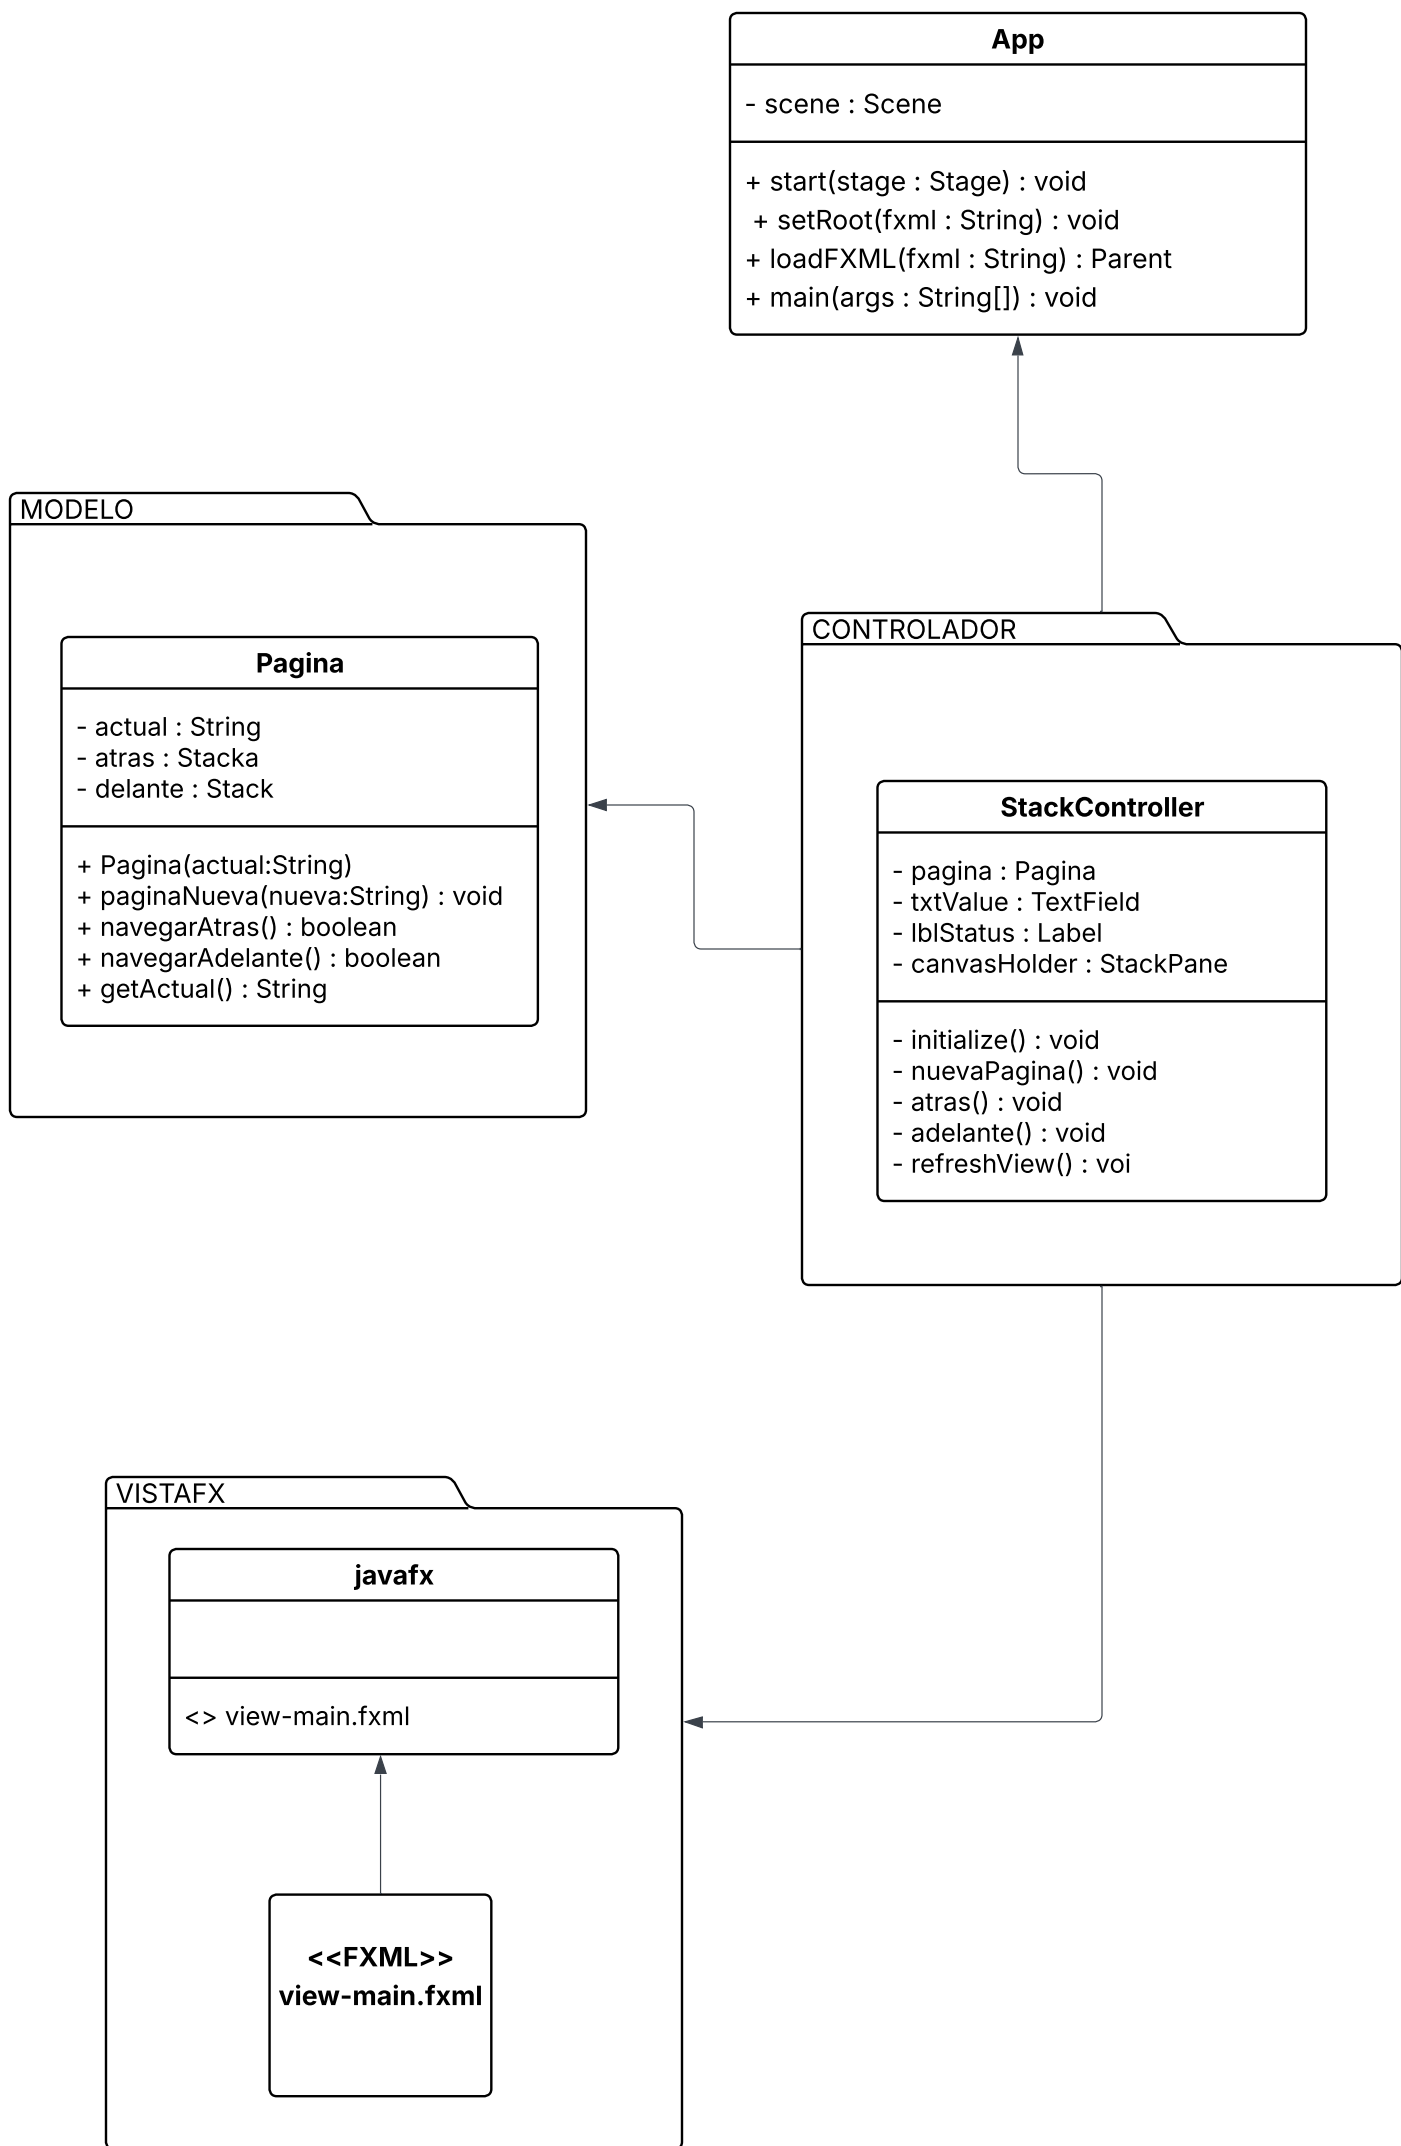 App
- scene : Scene
+ start(stage : Stage) : void
+ setRoot(fxml : String) : void
+ loadFXML(fxml : String) : Parent
+ main(args : String[]) : void
MODELO
Pagina
- actual : String
- atras : Stacka
- delante : Stack
+ Pagina(actual:String)
+ paginaNueva(nueva:String) : void
+ navegarAtras() : boolean
+ navegarAdelante() : boolean
+ getActual() : String
CONTROLADOR
StackController
- pagina : Pagina
- txtValue : TextField
- lblStatus : Label
- canvasHolder : StackPane
- initialize() : void
- nuevaPagina() : void
- atras() : void
- adelante() : void
- refreshView() : voi
VISTAFX
javafx
<> view-main.fxml
<<FXML>>
view-main.fxml